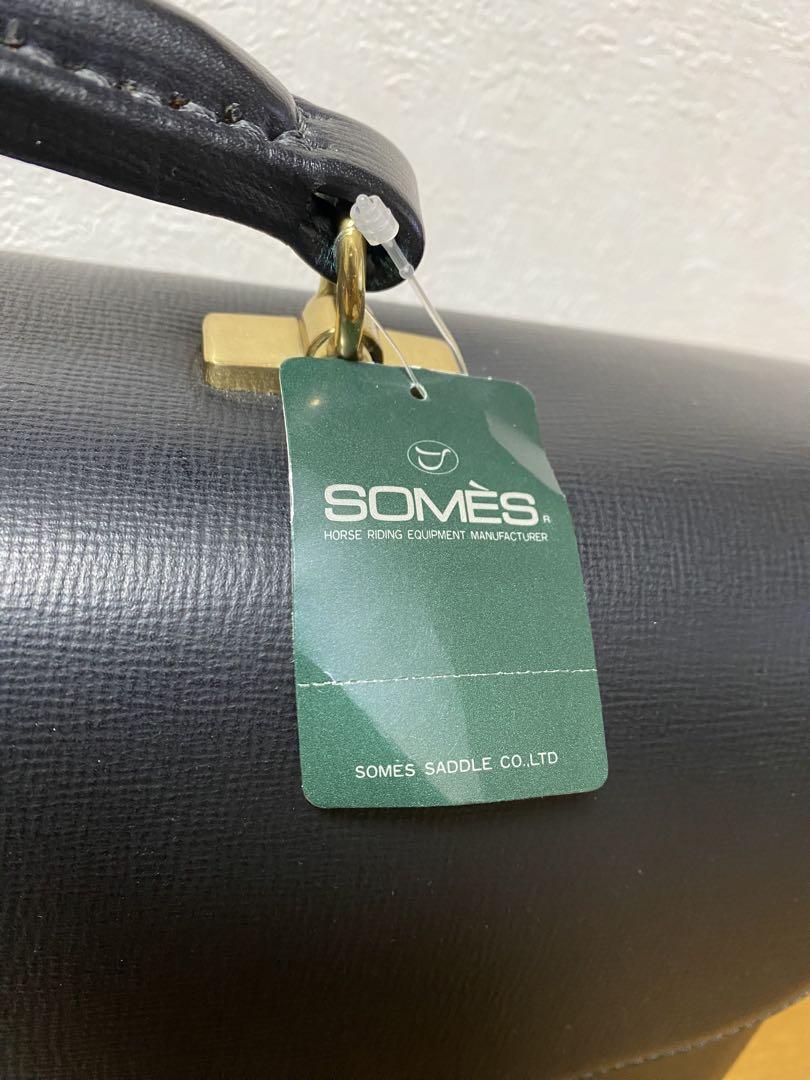 SOMÈS R
HORSE RIDING EQUIPMENT MANUFACTURER
SOMES SADDLE CO.,LTD